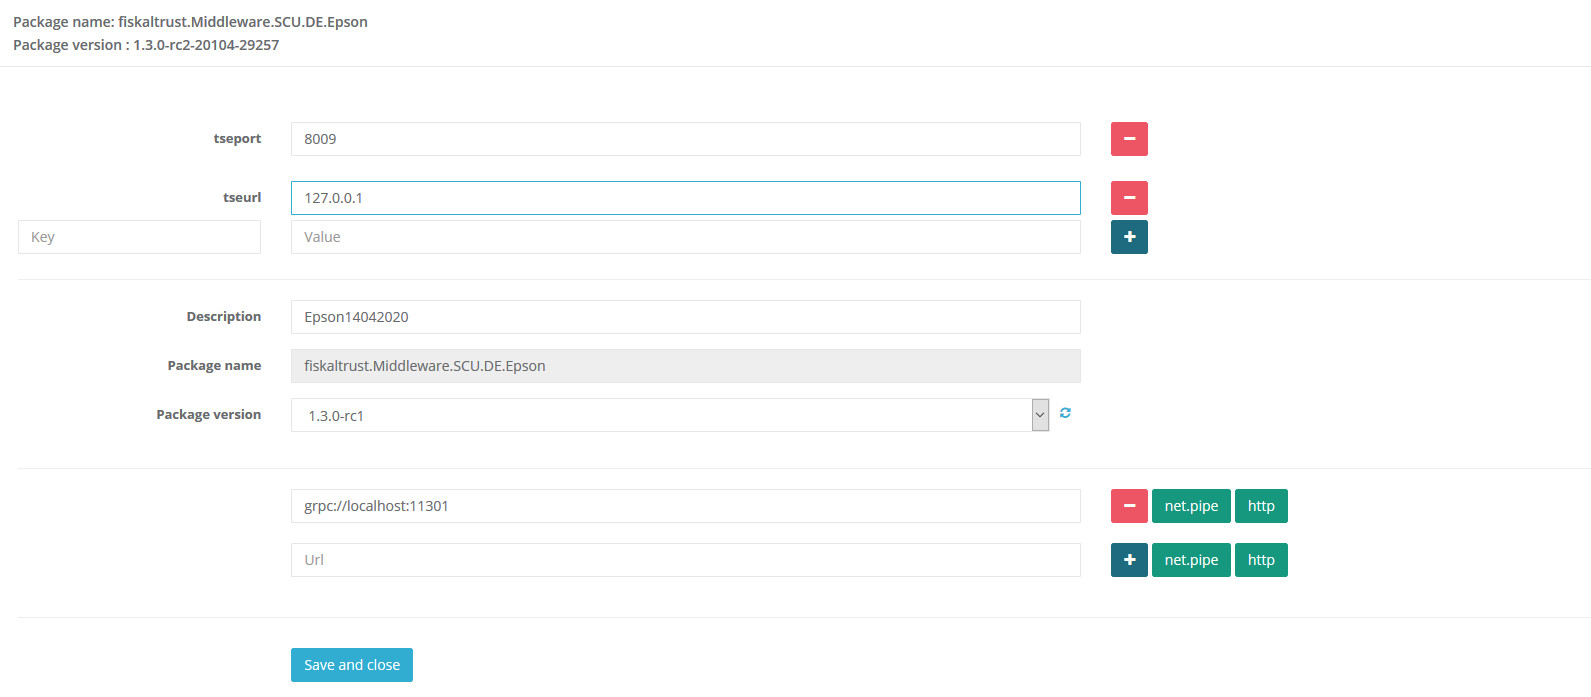 Package name: fiskaltrust.Middleware.SCU.DE.Epson
Package version : 1.3.0-rc2-20104-29257
tseport 8009
tseurl 127.0.0.1
Key Value
Description Epson14042020
Package name fiskaltrust.Middleware.SCU.DE.Epson
Package version 1.3.0-rc1
grpc://localhost:11301 net.pipe http
Url net.pipe http
Save and close